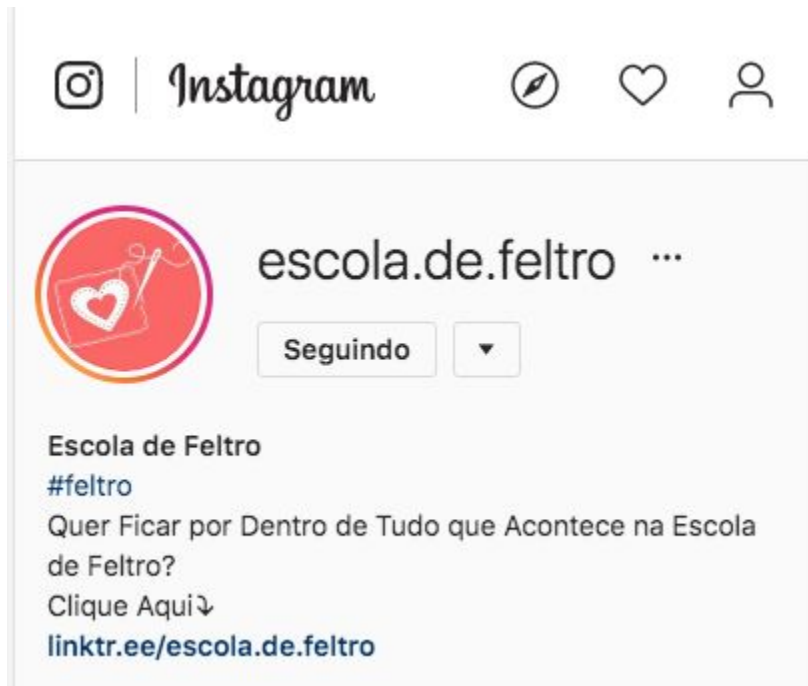 Instagram
escola.de.feltro ...
Seguindo
Escola de Feltro
#feltro
Quer Ficar por Dentro de Tudo que Acontece na Escola
de Feltro?
Clique Aqui⤵
linktr.ee/escola.de.feltro